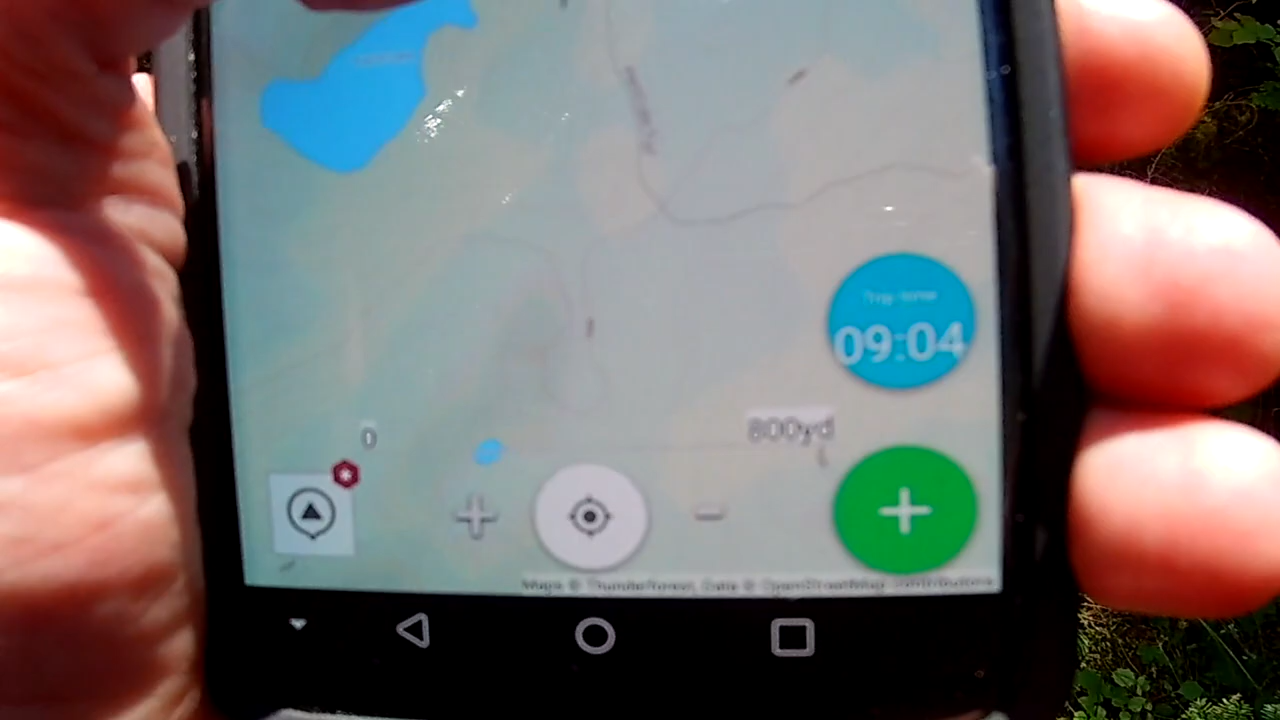 Trip time
09:04
0
800yd
Maps © Thunderforest, Data © OpenStreetMap contributors